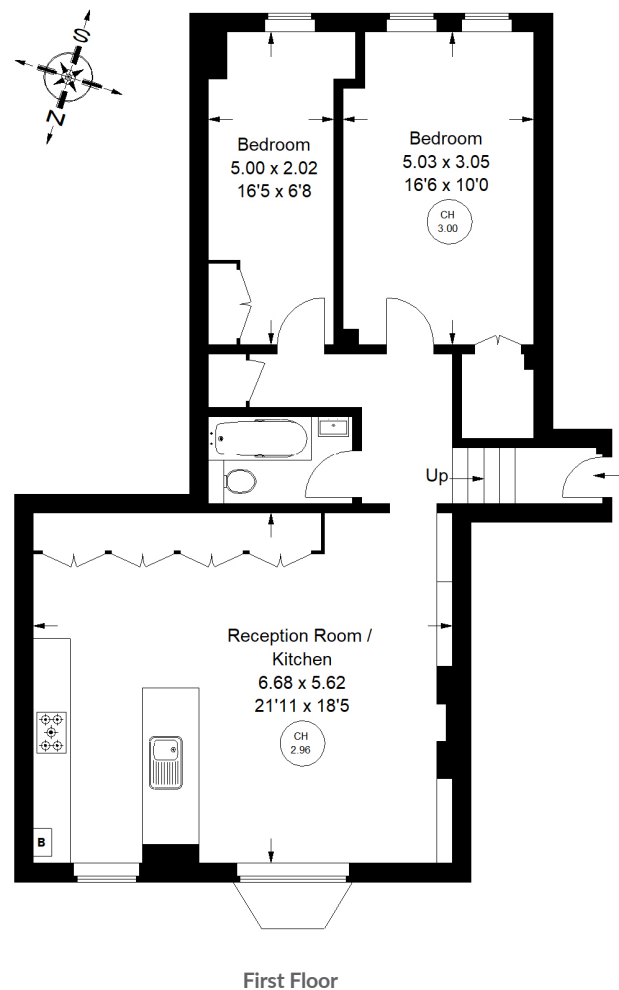 S
N
Bedroom
5.00 x 2.02
16'5 x 6'8
Bedroom
5.03 x 3.05
16'6 x 10'0
CH
3.00
Up
Reception Room /
Kitchen
6.68 x 5.62
21'11 x 18'5
CH
2.96
B
First Floor